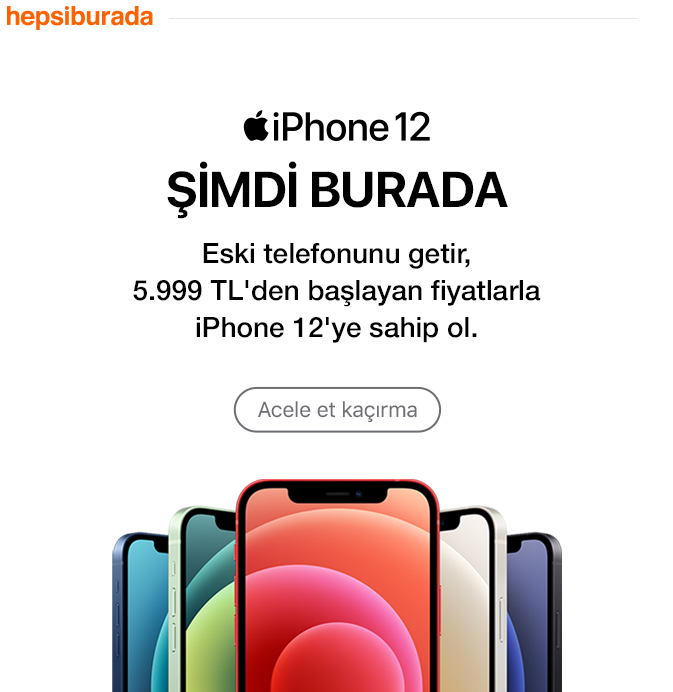 hepsiburada
iPhone 12
ŞİMDİ BURADA
Eski telefonunu getir,
5.999 TL'den başlayan fiyatlarla
iPhone 12'ye sahip ol.
Acele et kaçırma